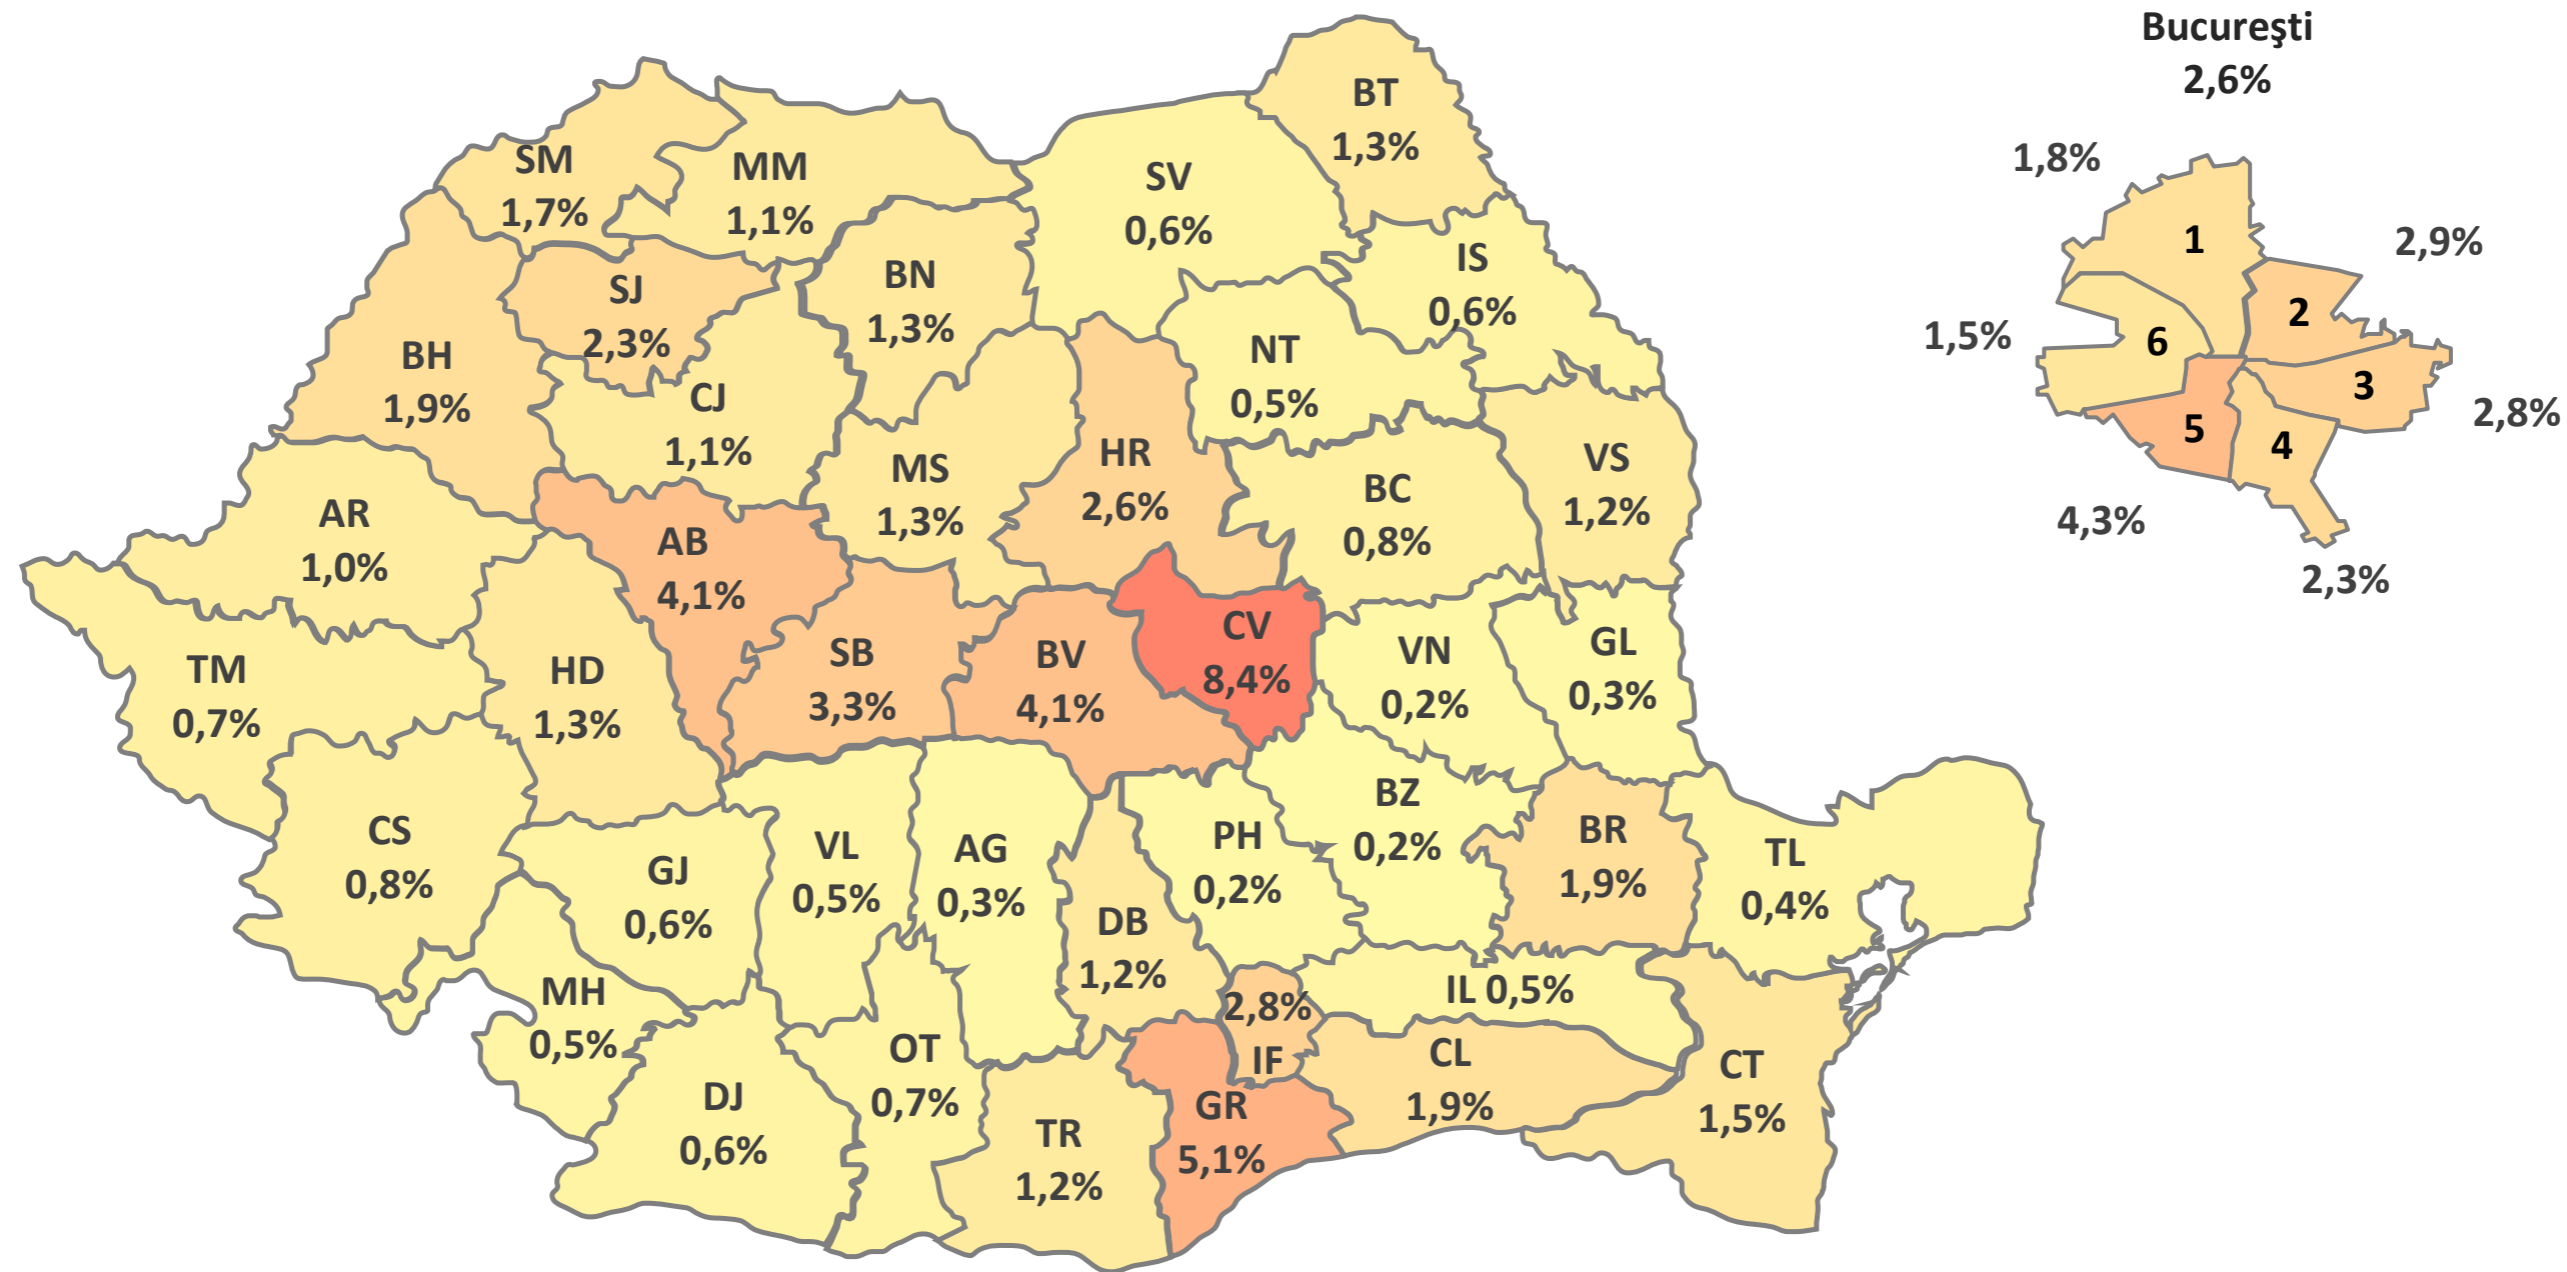 Bucureşti
2,6%
BT
1,3%
SM
1,7%
MM
1,1%
SV
0,6%
1,8%
1
2,9%
2
1,5%
6
3
2,8%
5
4
4,3%
2,3%
IS
0,6%
BN
1,3%
SJ
2,3%
BH
1,9%
CJ
1,1%
NT
0,5%
HR
2,6%
MS
1,3%
BC
0,8%
VS
1,2%
AR
1,0%
AB
4,1%
TM
0,7%
HD
1,3%
SB
3,3%
BV
4,1%
CV
8,4%
VN
0,2%
GL
0,3%
CS
0,8%
GJ
0,6%
VL
0,5%
AG
0,3%
DB
1,2%
PH
0,2%
BZ
0,2%
BR
1,9%
TL
0,4%
MH
0,5%
DJ
0,6%
OT
0,7%
TR
1,2%
2,8%
IF
GR
5,1%
IL 0,5%
CL
1,9%
CT
1,5%